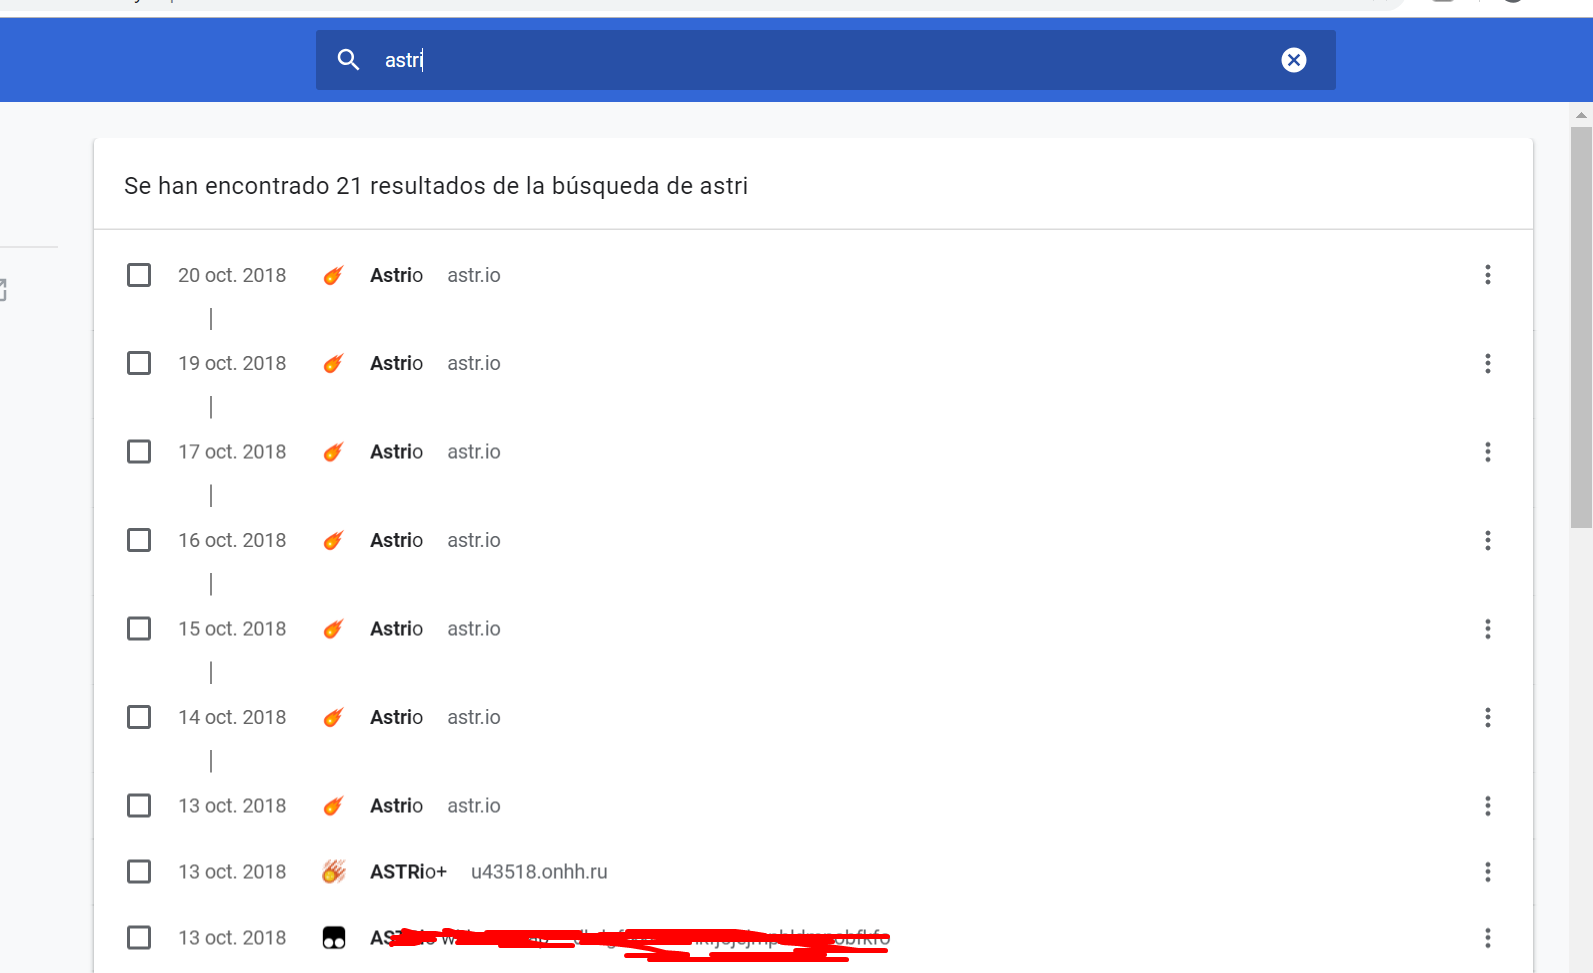 astri
Se han encontrado 21 resultados de la búsqueda de astri
20 oct. 2018 Astrio astr.io
19 oct. 2018 Astrio astr.io
17 oct. 2018 Astrio astr.io
16 oct. 2018 Astrio astr.io
15 oct. 2018 Astrio astr.io
14 oct. 2018 Astrio astr.io
13 oct. 2018 Astrio astr.io
13 oct. 2018 ASTRio+ u43518.onhh.ru
13 oct. 2018